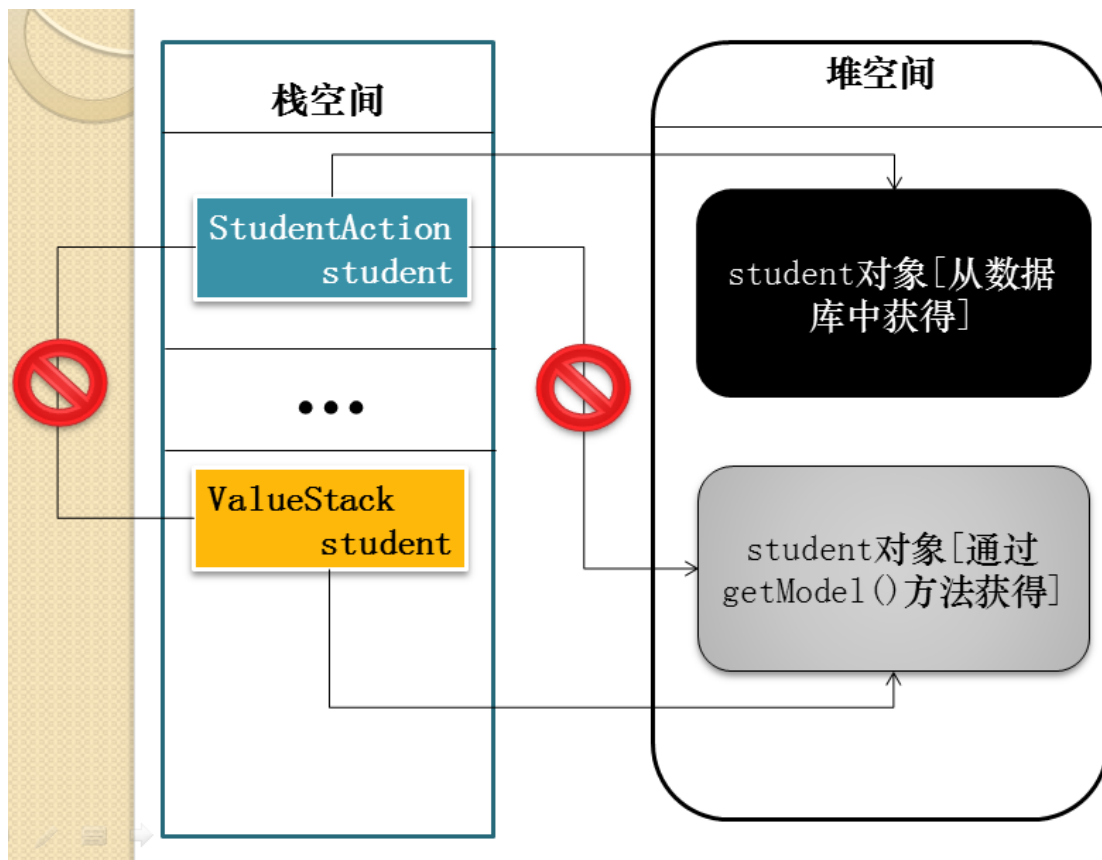 栈空间
堆空间
StudentAction
student
student对象[从数据
库中获得]
•••
ValueStack
student
student对象[通过
getModel()方法获得]